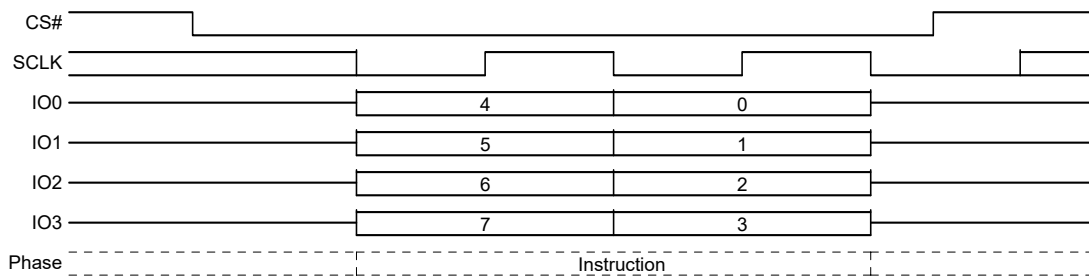 CS#
SCLK
IO0 4 0
IO1 5 1
IO2 6 2
IO3 7 3
Phase Instruction